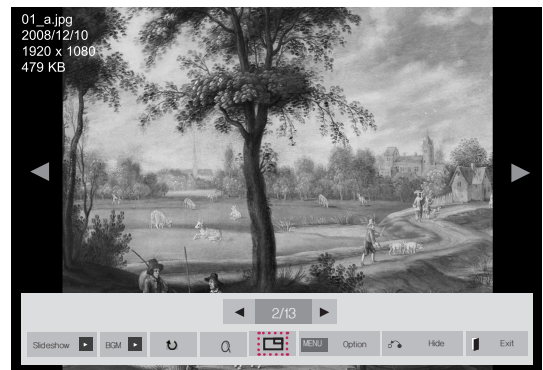 01_a.jpg
2008/12/10
1920 x 1080
479 KB
2/13
Slideshow BGM MENU Option Hide Exit